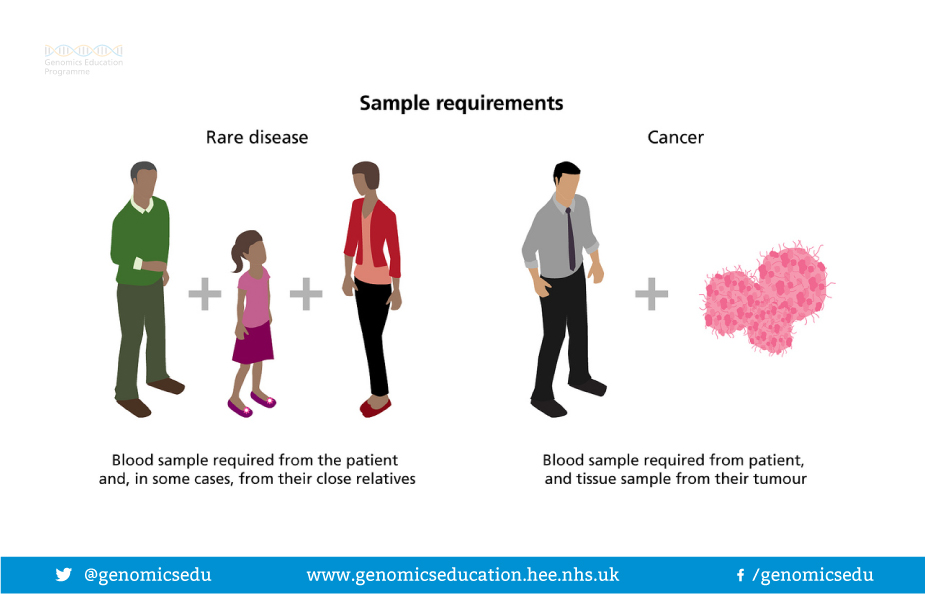 Genomics Education
Programme
Sample requirements
Rare disease
Cancer
Blood sample required from the patient
and, in some cases, from their close relatives
Blood sample required from patient,
and tissue sample from their tumour
@genomicsedu
www.genomicseducation.hee.nhs.uk
/genomicsedu